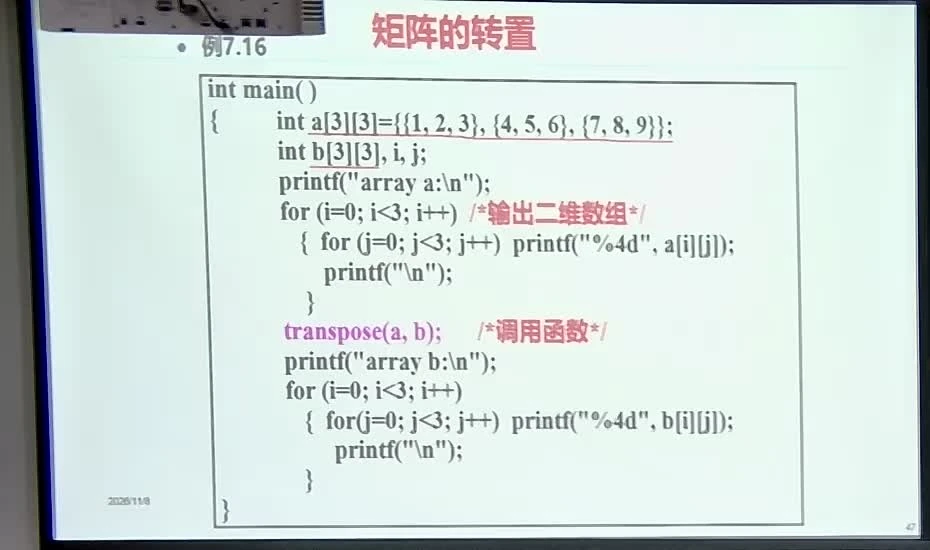 矩阵的转置
• 例7.16
int main( )
{ int a[3][3]={{1, 2, 3}, {4, 5, 6}, {7, 8, 9}};
int b[3][3], i, j;
printf("array a:\n");
for (i=0; i<3; i++) /*输出二维数组*/
{ for (j=0; j<3; j++) printf("%4d", a[i][j]);
printf("\n");
}
transpose(a, b); /*调用函数*/
printf("array b:\n");
for (i=0; i<3; i++)
{ for(j=0; j<3; j++) printf("%4d", b[i][j]);
printf("\n");
}
}
47